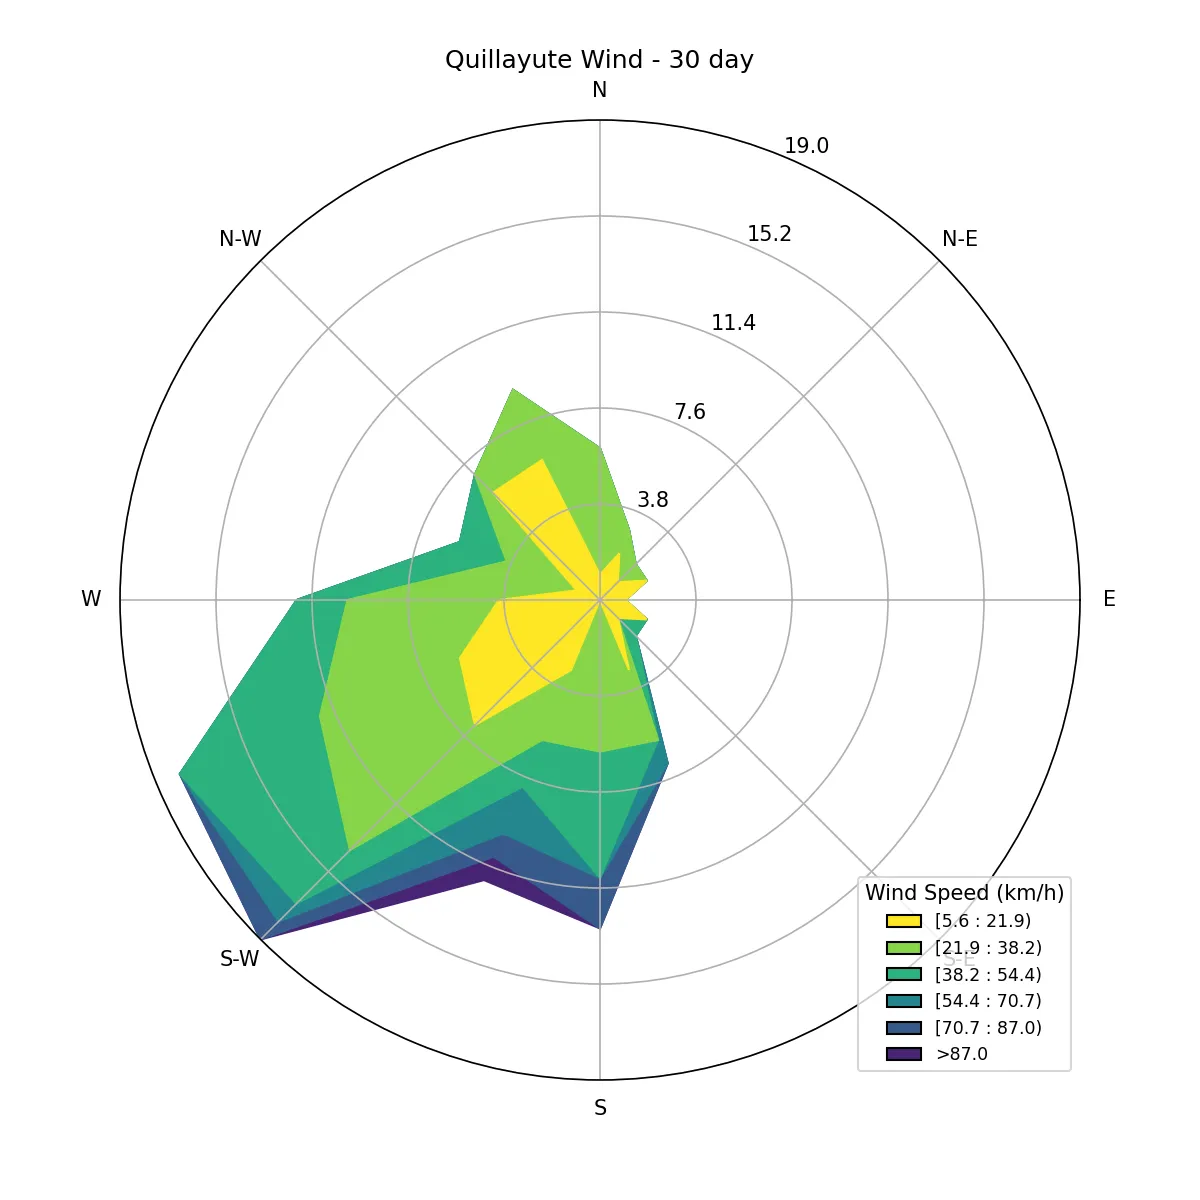 Quillayute Wind - 30 day
N
19.0
15.2
N-W
N-E
11.4
7.6
3.8
W
E
Wind Speed (km/h)
[5.6 : 21.9)
[21.9 : 38.2)
S-W
S-E
[38.2 : 54.4)
[54.4 : 70.7)
[70.7 : 87.0)
>87.0
S